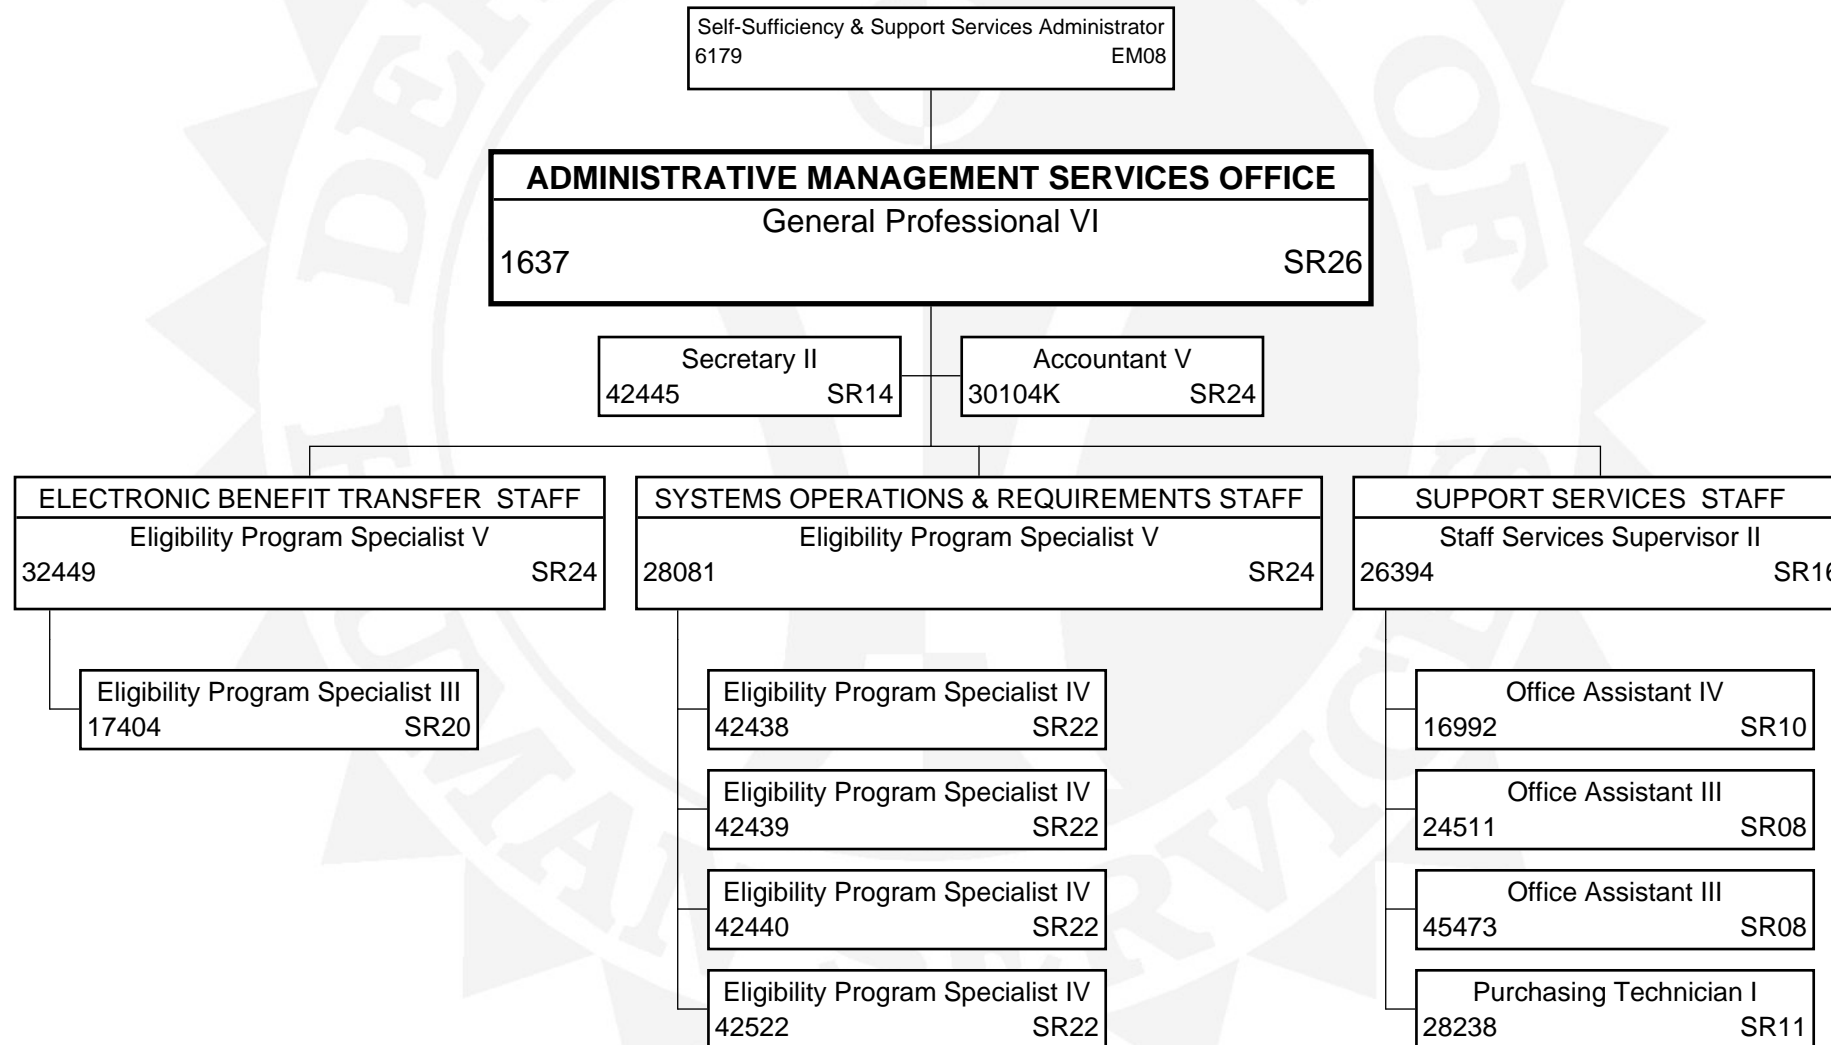 Self-Sufficiency & Support Services Administrator
6179 EM08
ADMINISTRATIVE MANAGEMENT SERVICES OFFICE
General Professional VI
1637 SR26
Secretary II
42445 SR14
Accountant V
30104K SR24
ELECTRONIC BENEFIT TRANSFER STAFF
Eligibility Program Specialist V
32449 SR24
Eligibility Program Specialist III
17404 SR20
SYSTEMS OPERATIONS & REQUIREMENTS STAFF
Eligibility Program Specialist V
28081 SR24
Eligibility Program Specialist IV
42438 SR22
Eligibility Program Specialist IV
42439 SR22
Eligibility Program Specialist IV
42440 SR22
Eligibility Program Specialist IV
42522 SR22
SUPPORT SERVICES STAFF
Staff Services Supervisor II
26394 SR16
Office Assistant IV
16992 SR10
Office Assistant III
24511 SR08
Office Assistant III
45473 SR08
Purchasing Technician I
28238 SR11
OF
HUMAN SERVICES